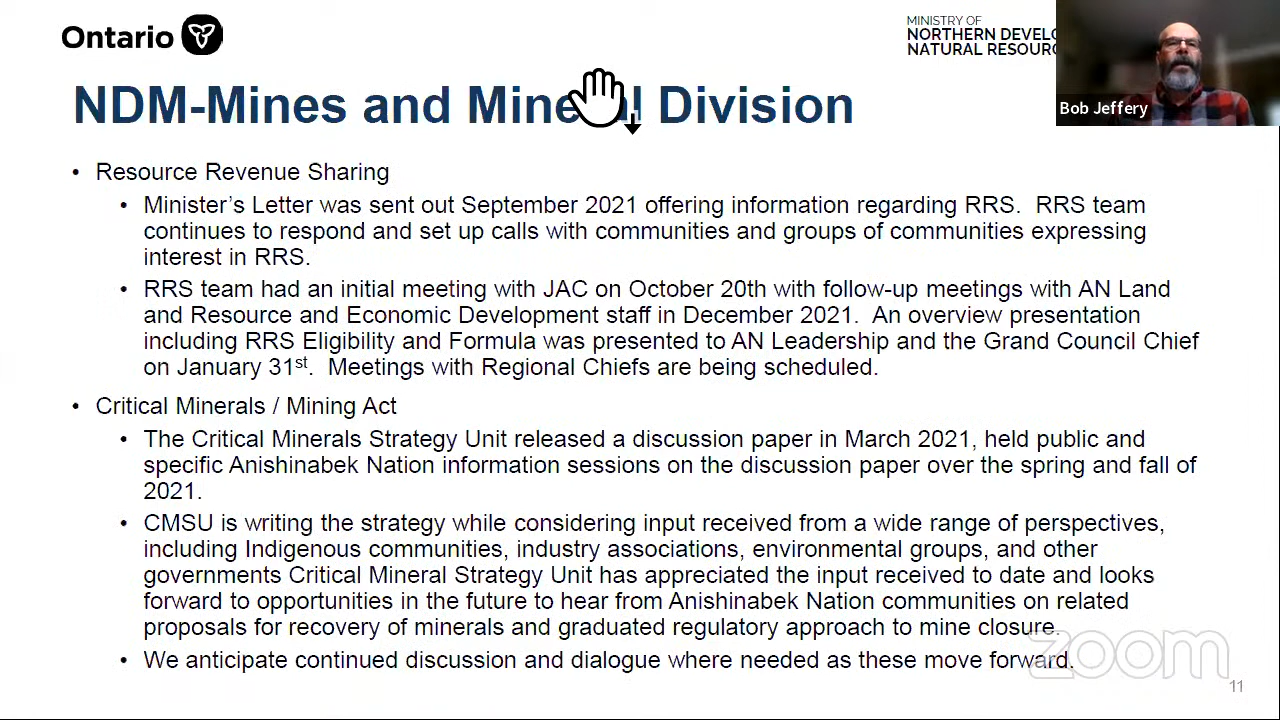 Ontario
MINISTRY OF
NORTHERN DEVELO
NATURAL RESOUR
Bob Jeffery
NDM-Mines and Mineral Division
• Resource Revenue Sharing
• Minister's Letter was sent out September 2021 offering information regarding RRS. RRS team
continues to respond and set up calls with communities and groups of communities expressing
interest in RRS.
• RRS team had an initial meeting with JAC on October 20th with follow-up meetings with AN Land
and Resource and Economic Development staff in December 2021. An overview presentation
including RRS Eligibility and Formula was presented to AN Leadership and the Grand Council Chief
on January 31st. Meetings with Regional Chiefs are being scheduled.
• Critical Minerals / Mining Act
• The Critical Minerals Strategy Unit released a discussion paper in March 2021, held public and
specific Anishinabek Nation information sessions on the discussion paper over the spring and fall of
2021.
• CMSU is writing the strategy while considering input received from a wide range of perspectives,
including Indigenous communities, industry associations, environmental groups, and other
governments Critical Mineral Strategy Unit has appreciated the input received to date and looks
forward to opportunities in the future to hear from Anishinabek Nation communities on related
proposals for recovery of minerals and graduated regulatory approach to mine closure.
• We anticipate continued discussion and dialogue where needed as these move forward.
zoom
11